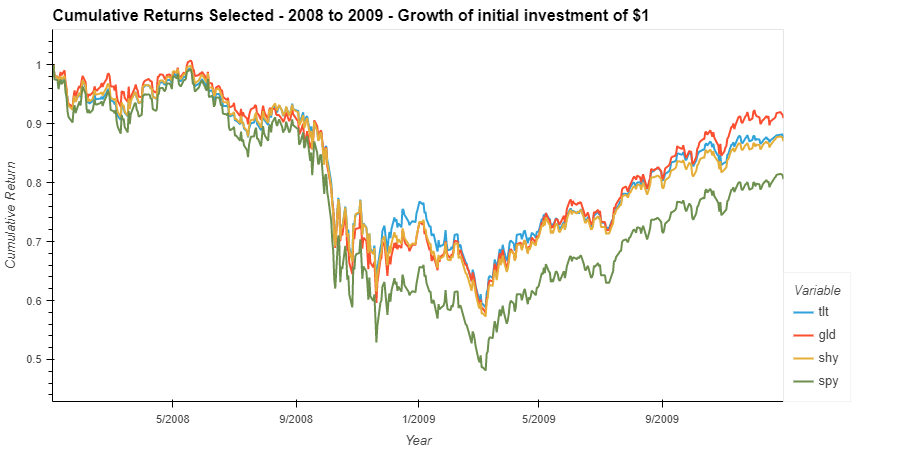 Cumulative Returns Selected - 2008 to 2009 - Growth of initial investment of $1
1
0.9
0.8
0.7
0.6
0.5
Cumulative Return
5/2008
9/2008
1/2009
5/2009
9/2009
Year
Variable
tlt
gld
shy
spy